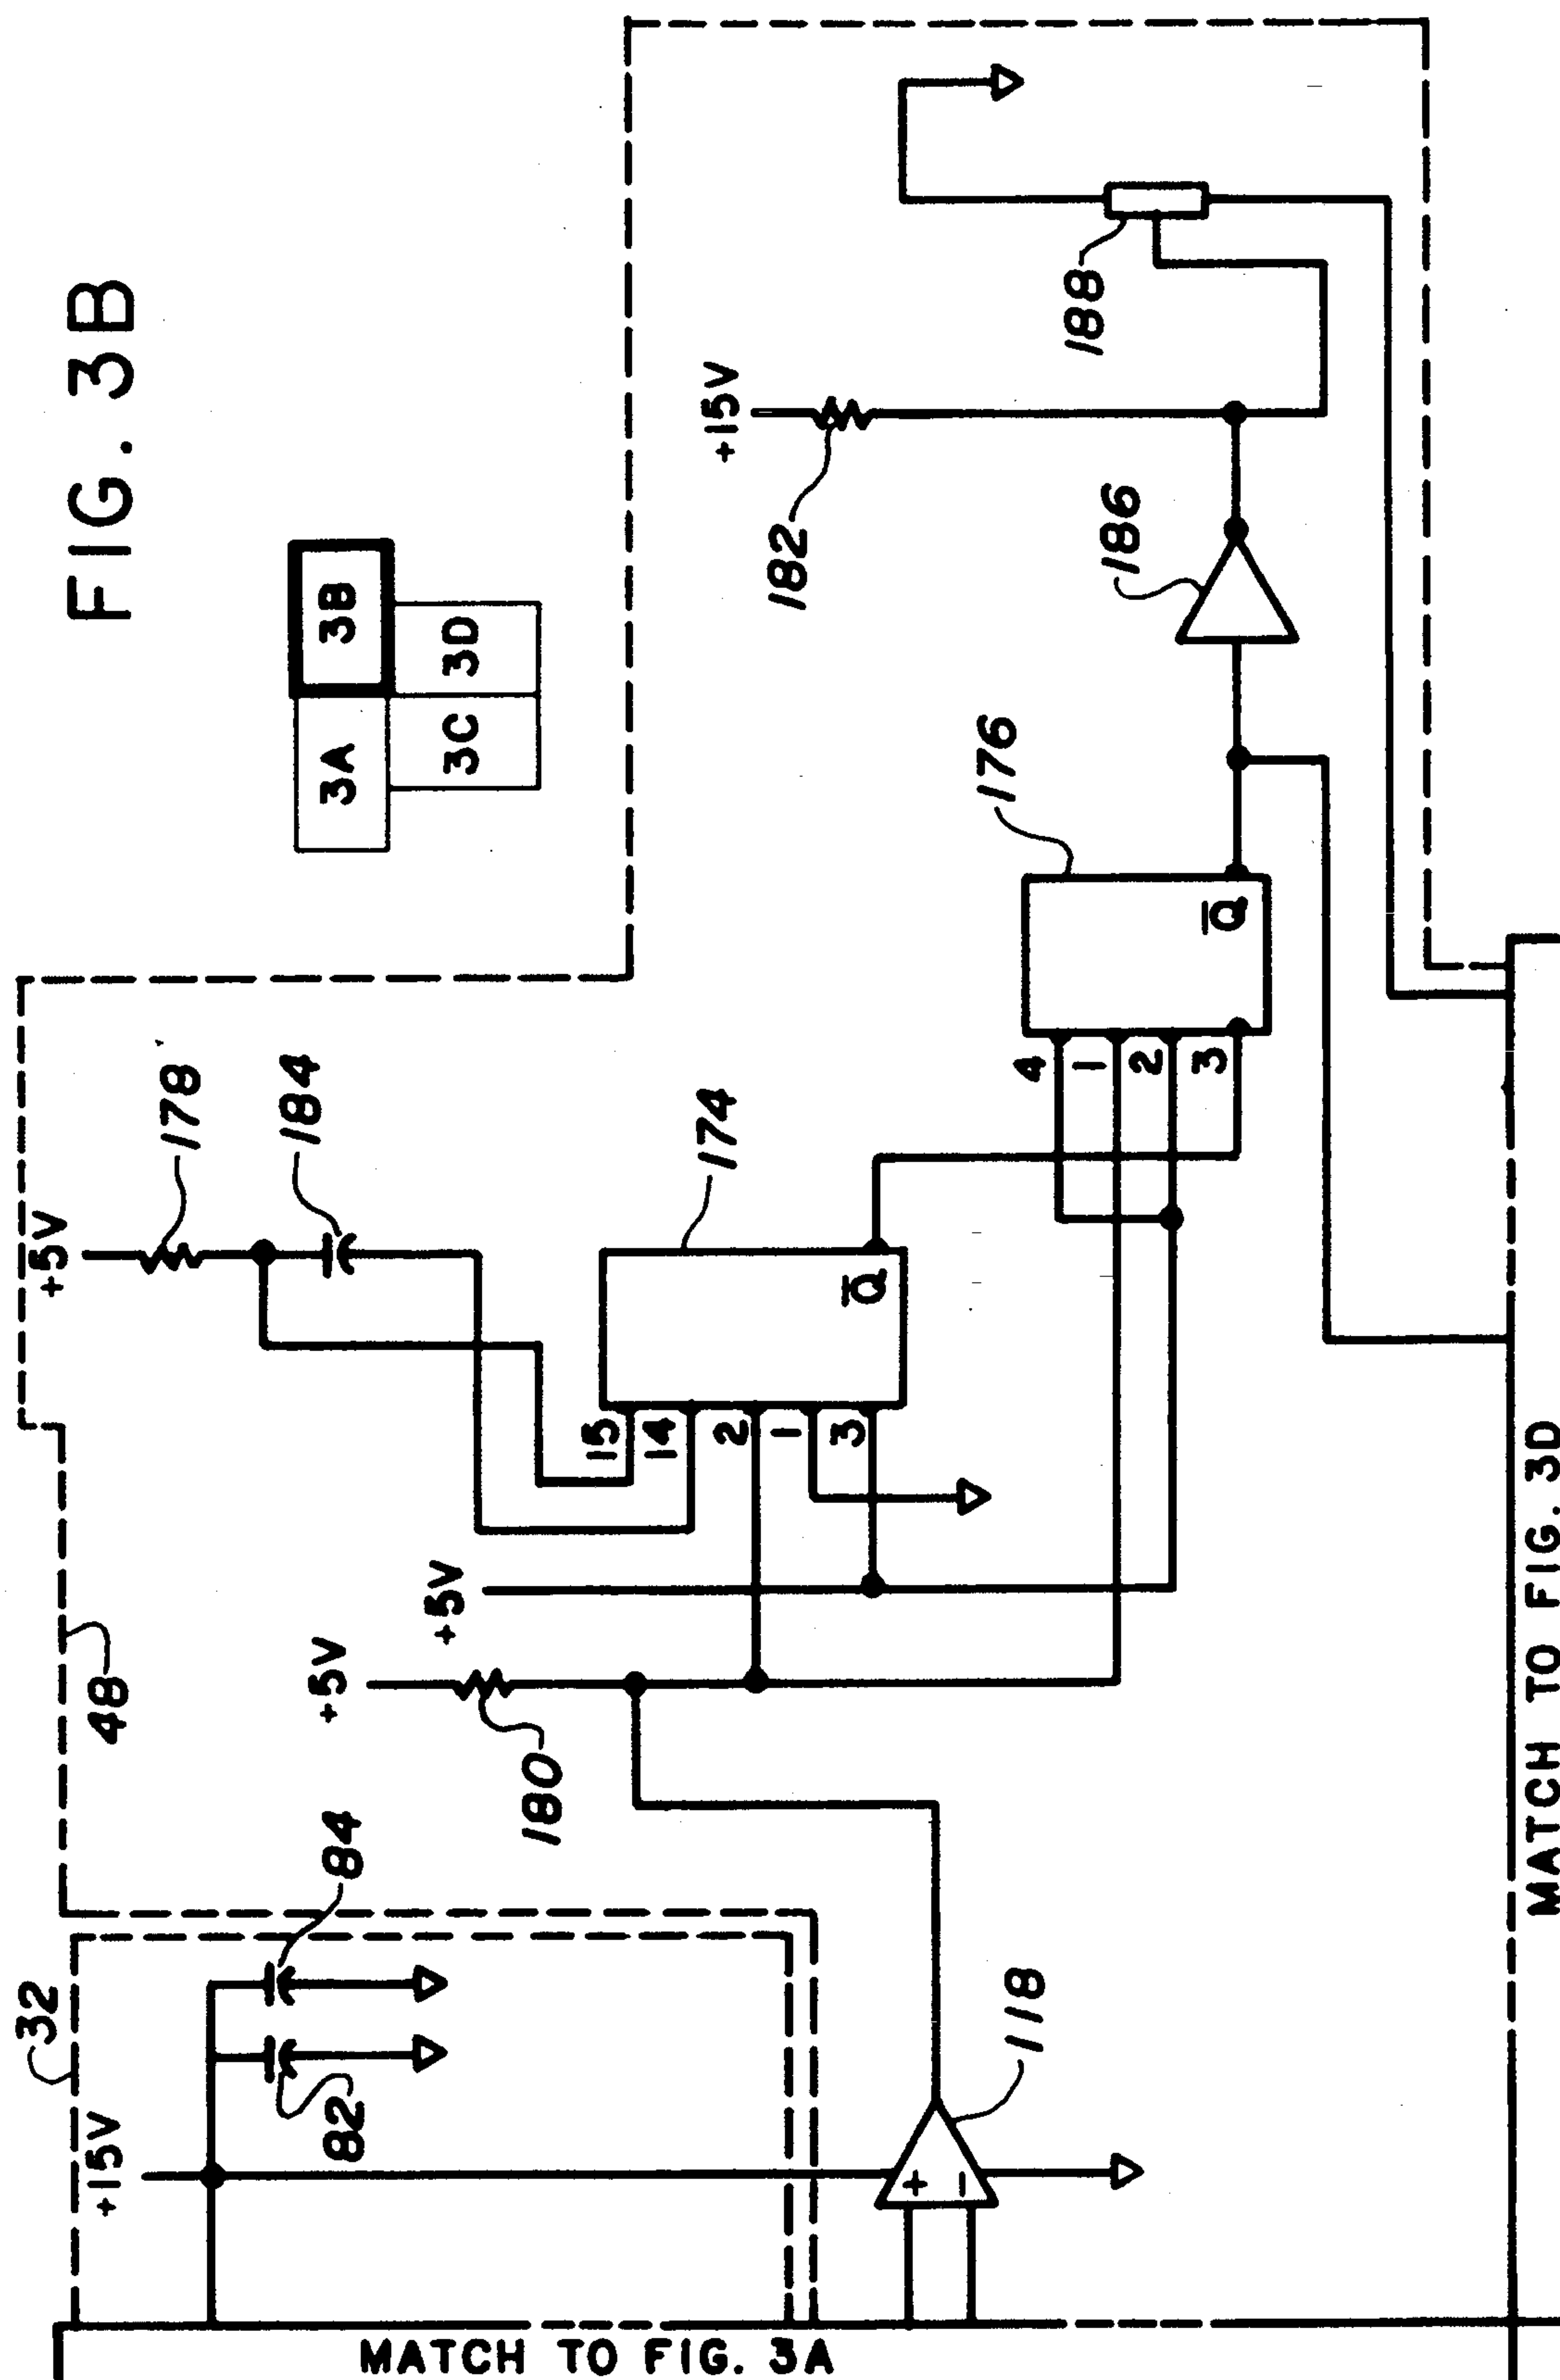 FIG. 3B
3A
3B
3C
3D
32
+15V
82
84
48
+5V
178
184
+5V
180
+5V
174
15
14
2
1
3
Q̅
+15V
182
188
176
4
1
2
3
Q̅
186
118
+
−
MATCH TO FIG. 3A
MATCH TO FIG. 3D